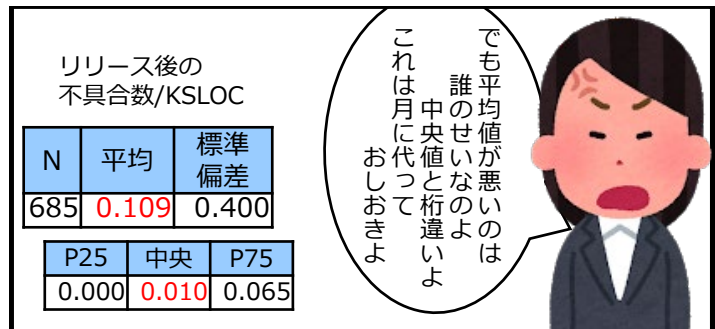 リリース後の
不具合数/KSLOC
N 平均 標準偏差
685 0.109 0.400
P25 中央 P75
0.000 0.010 0.065
でも平均値が悪いのは
誰のせいなのよ
中央値と桁違いよ
これは月に代って
おしおきよ